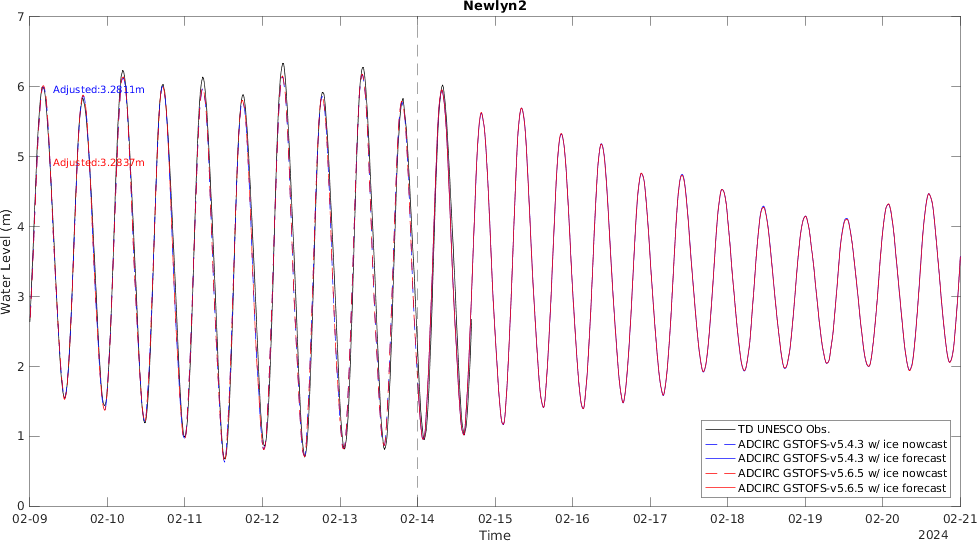 Newlyn2
7
6
5
4
3
2
1
0
Water Level (m)
Adjusted:3.2811m
Adjusted:3.2837m
TD UNESCO Obs.
ADCIRC GSTOFS-v5.4.3 w/ ice nowcast
ADCIRC GSTOFS-v5.4.3 w/ ice forecast
ADCIRC GSTOFS-v5.6.5 w/ ice nowcast
ADCIRC GSTOFS-v5.6.5 w/ ice forecast
02-09 02-10 02-11 02-12 02-13 02-14 02-15 02-16 02-17 02-18 02-19 02-20 02-21
Time
2024